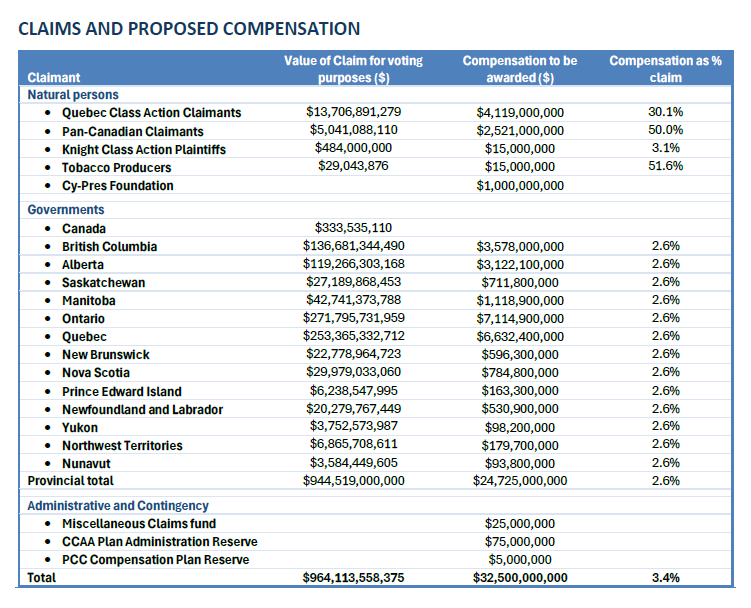 CLAIMS AND PROPOSED COMPENSATION
Value of Claim for voting Compensation to be Compensation as %
Claimant purposes ($) awarded ($) claim
Natural persons
• Quebec Class Action Claimants $13,706,891,279 $4,119,000,000 30.1%
• Pan-Canadian Claimants $5,041,088,110 $2,521,000,000 50.0%
• Knight Class Action Plaintiffs $484,000,000 $15,000,000 3.1%
• Tobacco Producers $29,043,876 $15,000,000 51.6%
• Cy-Pres Foundation $1,000,000,000
Governments
• Canada $333,535,110
• British Columbia $136,681,344,490 $3,578,000,000 2.6%
• Alberta $119,266,303,168 $3,122,100,000 2.6%
• Saskatchewan $27,189,868,453 $711,800,000 2.6%
• Manitoba $42,741,373,788 $1,118,900,000 2.6%
• Ontario $271,795,731,959 $7,114,900,000 2.6%
• Quebec $253,365,332,712 $6,632,400,000 2.6%
• New Brunswick $22,778,964,723 $596,300,000 2.6%
• Nova Scotia $29,979,033,060 $784,800,000 2.6%
• Prince Edward Island $6,238,547,995 $163,300,000 2.6%
• Newfoundland and Labrador $20,279,767,449 $530,900,000 2.6%
• Yukon $3,752,573,987 $98,200,000 2.6%
• Northwest Territories $6,865,708,611 $179,700,000 2.6%
• Nunavut $3,584,449,605 $93,800,000 2.6%
Provincial total $944,519,000,000 $24,725,000,000 2.6%
Administrative and Contingency
• Miscellaneous Claims fund $25,000,000
• CCAA Plan Administration Reserve $75,000,000
• PCC Compensation Plan Reserve $5,000,000
Total $964,113,558,375 $32,500,000,000 3.4%